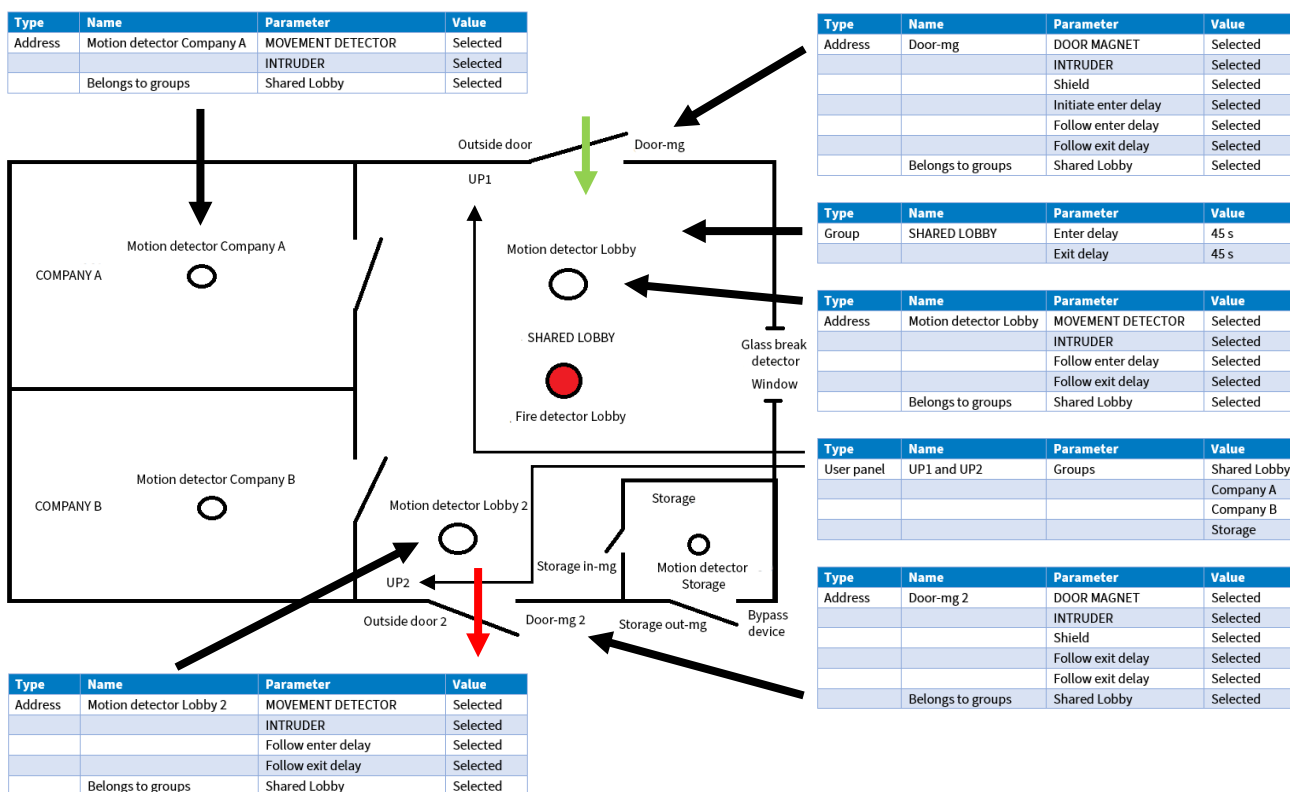 Type Name Parameter Value
Address Motion detector Company A MOVEMENT DETECTOR Selected
INTRUDER Selected
Belongs to groups Shared Lobby Selected
Type Name Parameter Value
Address Door-mg DOOR MAGNET Selected
INTRUDER Selected
Shield Selected
Initiate enter delay Selected
Follow enter delay Selected
Follow exit delay Selected
Belongs to groups Shared Lobby Selected
Outside door
Door-mg
UP1
Type Name Parameter Value
Group SHARED LOBBY Enter delay 45 s
Exit delay 45 s
Motion detector Company A
COMPANY A
Motion detector Lobby
SHARED LOBBY
Fire detector Lobby
Glass break
detector
Window
Type Name Parameter Value
Address Motion detector Lobby MOVEMENT DETECTOR Selected
INTRUDER Selected
Follow enter delay Selected
Follow exit delay Selected
Belongs to groups Shared Lobby Selected
Type Name Parameter Value
User panel UP1 and UP2 Groups Shared Lobby
Company A
Company B
Storage
Motion detector Company B
COMPANY B
Motion detector Lobby 2
UP2
Storage
Storage in-mg
Motion detector
Storage
Outside door 2
Door-mg 2
Storage out-mg
Bypass
device
Type Name Parameter Value
Address Door-mg 2 DOOR MAGNET Selected
INTRUDER Selected
Shield Selected
Follow exit delay Selected
Follow exit delay Selected
Belongs to groups Shared Lobby Selected
Type Name Parameter Value
Address Motion detector Lobby 2 MOVEMENT DETECTOR Selected
INTRUDER Selected
Follow enter delay Selected
Follow exit delay Selected
Belongs to groups Shared Lobby Selected